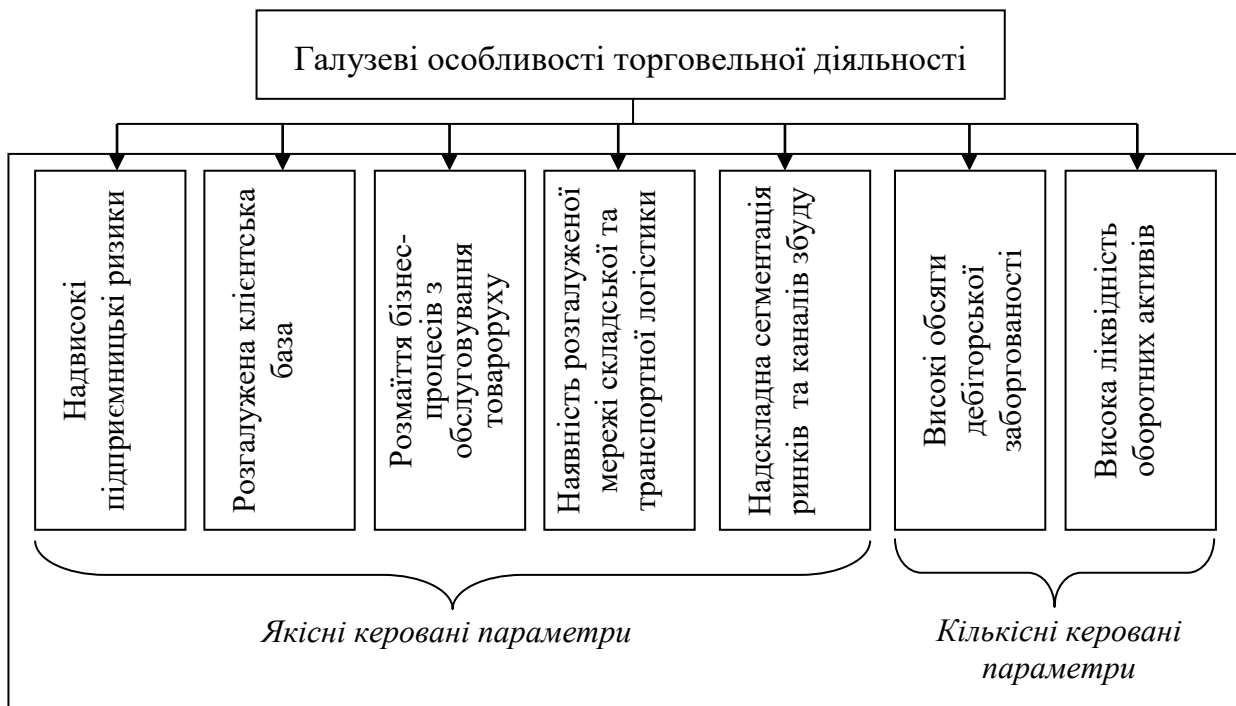 Галузеві особливості торговельної діяльності
Надвисокі
підприємницькі ризики
Розгалужена клієнтська
база
Розмаїття бізнес-
процесів з
обслуговування
товароруху
Наявність розгалуженої
мережі складської та
транспортної логістики
Надскладна сегментація
ринків та каналів збуду
Високі обсяги
дебіторської
заборгованості
Висока ліквідність
оборотних активів
Якісні керовані параметри
Кількісні керовані
параметри